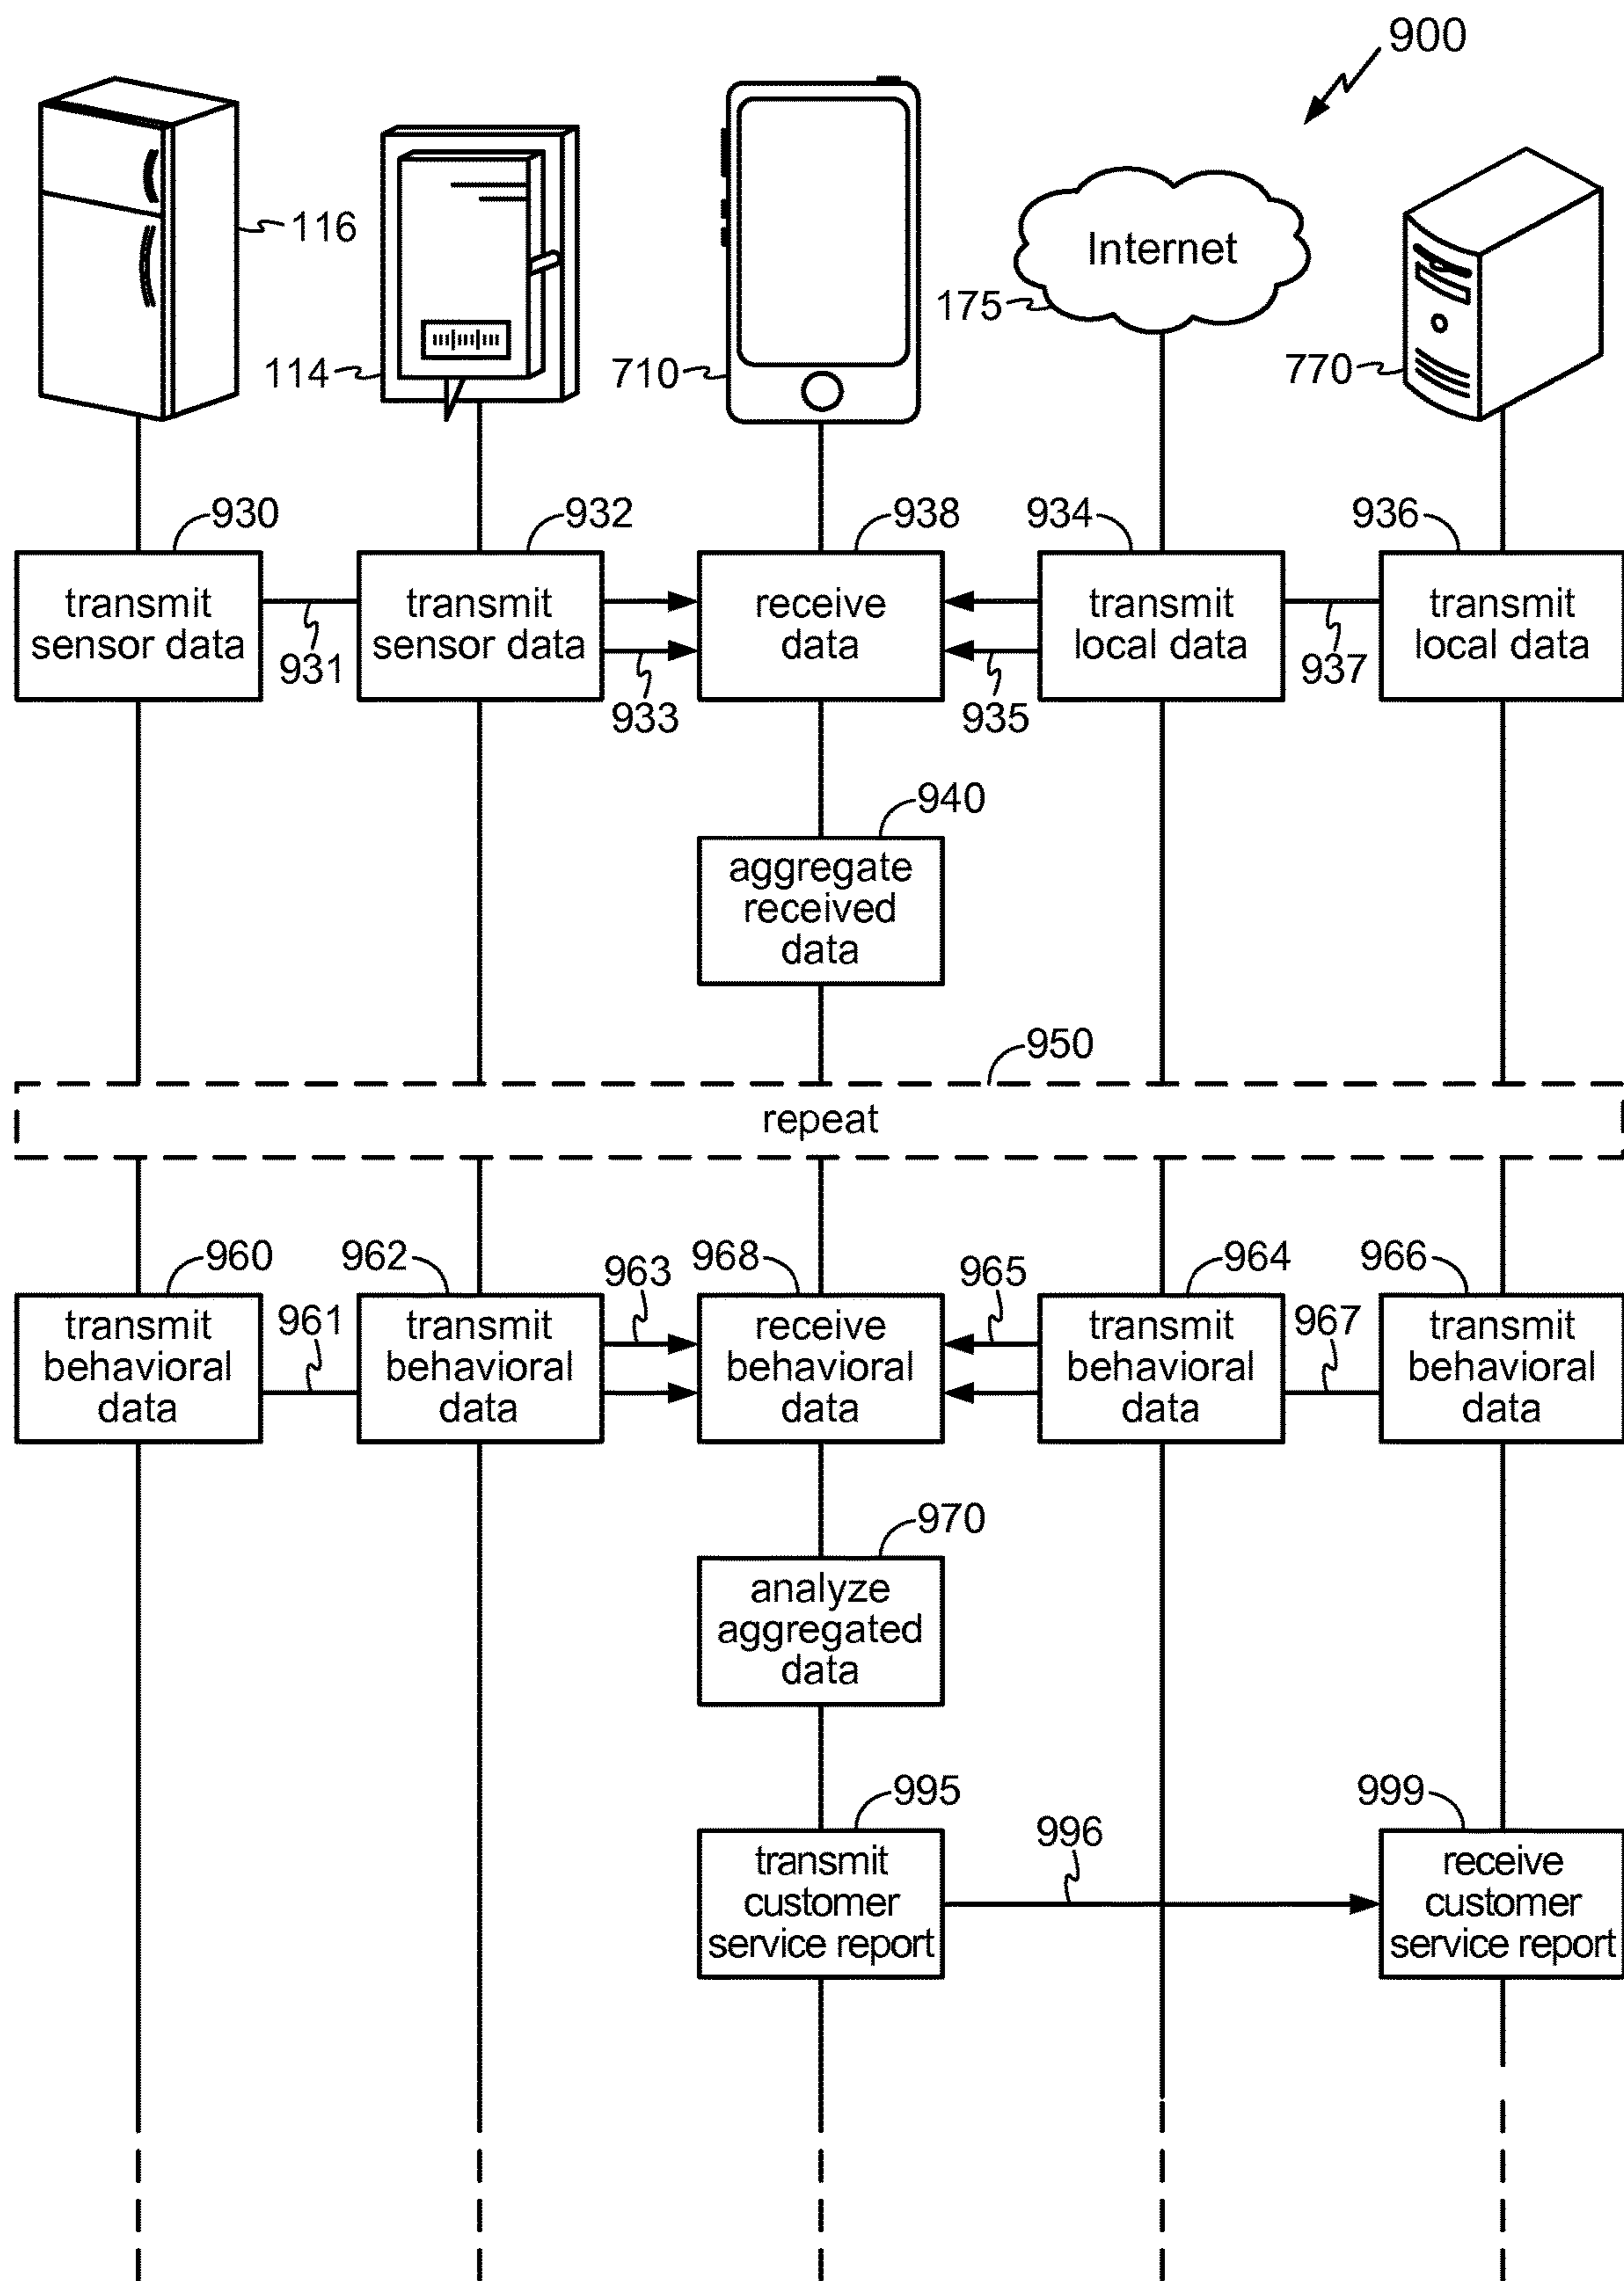 900
116
114
710
Internet
175
770
930
932
938
934
936
transmit
sensor data
931
transmit
sensor data
933
receive
data
935
transmit
local data
937
transmit
local data
940
aggregate
received
data
950
repeat
960
962
963
968
965
964
966
transmit
behavioral
data
961
transmit
behavioral
data
receive
behavioral
data
transmit
behavioral
data
967
transmit
behavioral
data
970
analyze
aggregated
data
995
996
999
transmit
customer
service report
receive
customer
service report